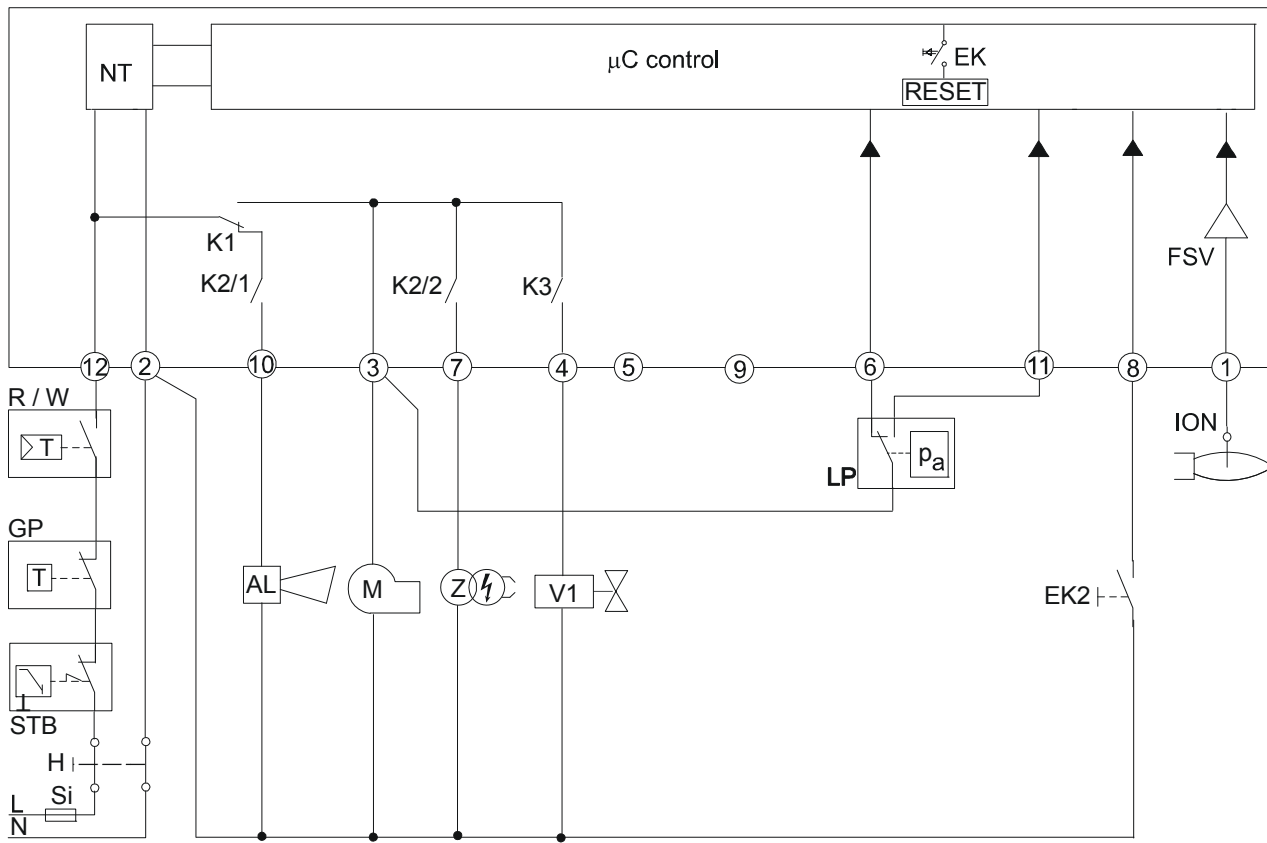 NT
μC control
EK
RESET
K1
K2/1
K2/2
K3
FSV
12
2
10
3
7
4
5
9
6
11
8
1
R / W
T
ION
LP
pa
GP
T
AL
M
Z
V1
EK2
STB
H
Si
L
N